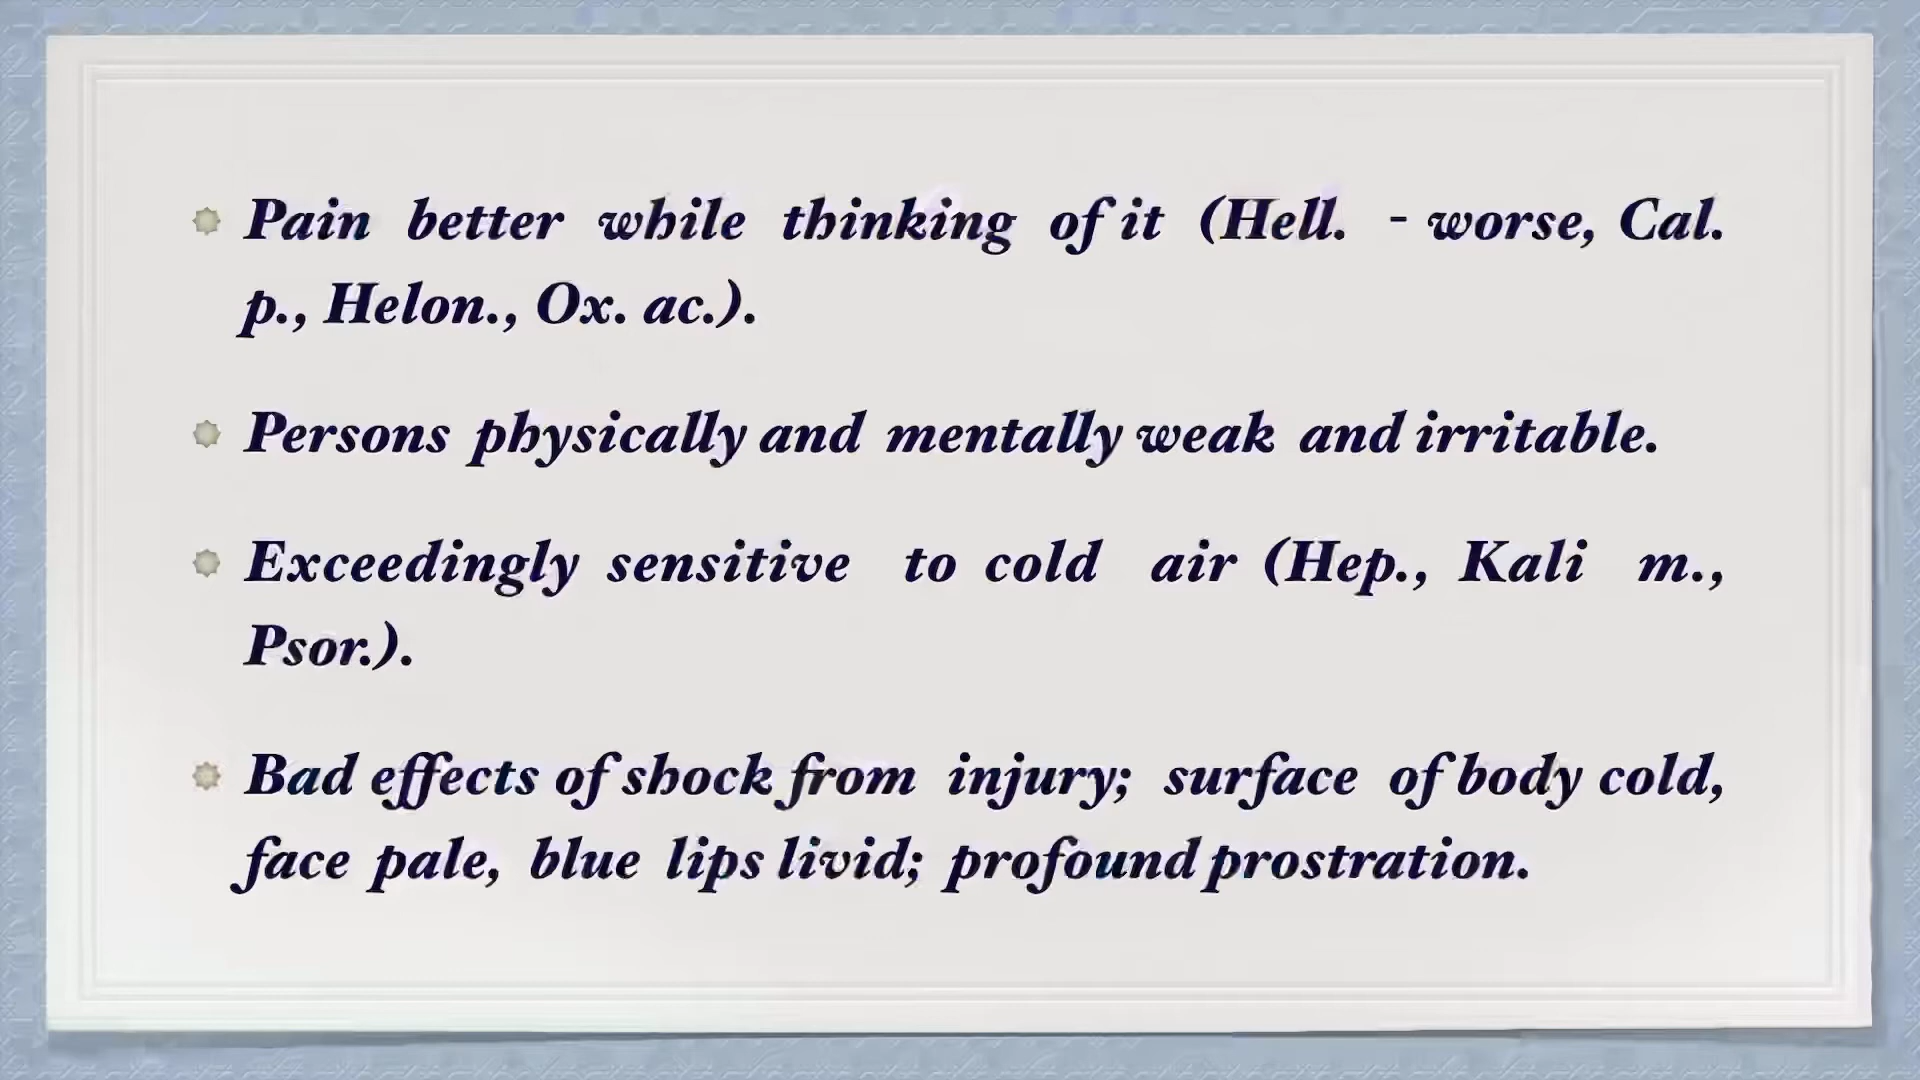 Pain better while thinking of it (Hell. - worse, Cal.
p., Helon., Ox. ac.).
Persons physically and mentally weak and irritable.
Exceedingly sensitive to cold air (Hep., Kali m.,
Psor.).
Bad effects of shock from injury; surface of body cold,
face pale, blue lips livid; profound prostration.